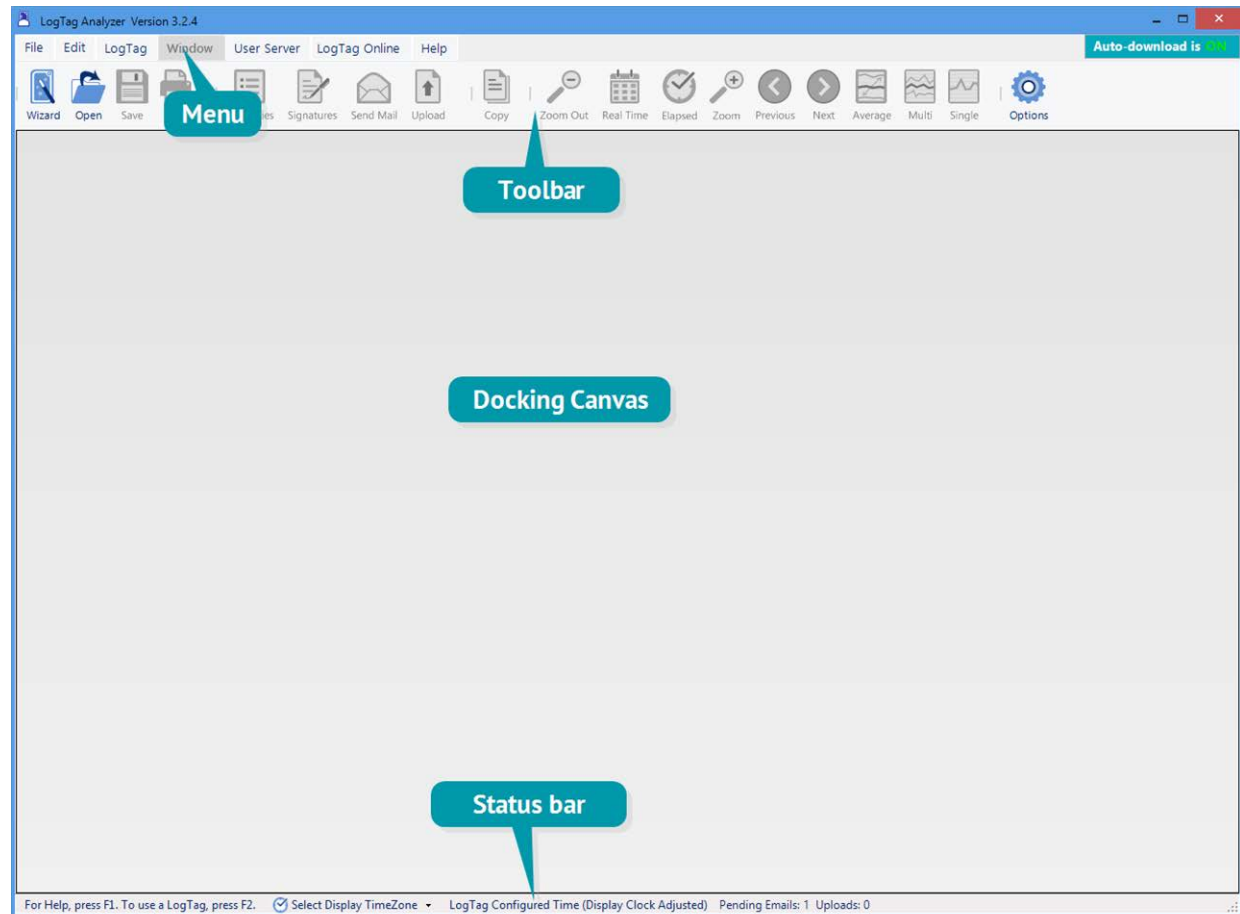 LogTag Analyzer Version 3.2.4
File Edit LogTag Window User Server LogTag Online Help Auto-download is ON
Wizard Open Save Signatures Send Mail Upload Copy Zoom Out Real Time Elapsed Zoom Previous Next Average Multi Single Options
Menu
Toolbar
Docking Canvas
Status bar
For Help, press F1. To use a LogTag, press F2. Select Display TimeZone LogTag Configured Time (Display Clock Adjusted) Pending Emails: 1 Uploads: 0